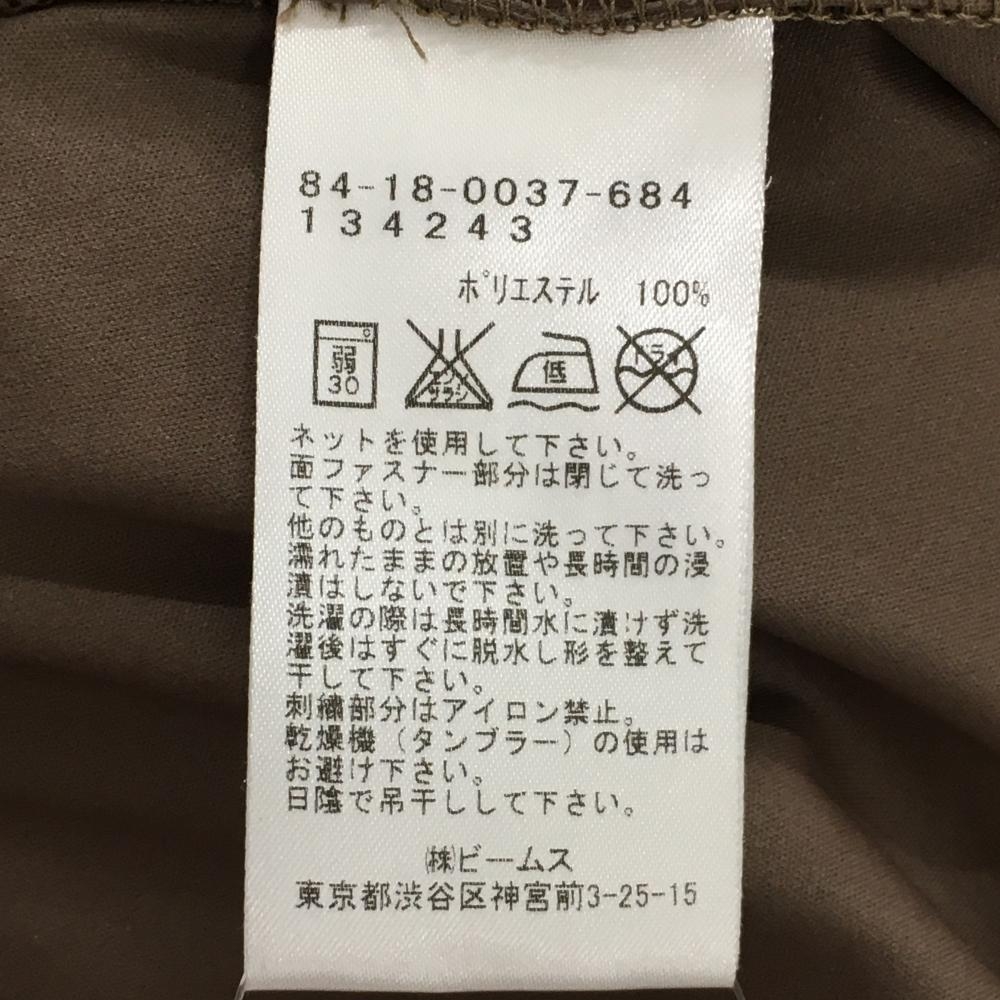 84-18-0037-684
134243
ポリエステル 100%
弱
30
エンソ
サラシ
低
ドライ
ネットを使用して下さい。
面ファスナー部分は閉じて洗っ
て下さい。
他のものとは別に洗って下さい。
濡れたままの放置や長時間の浸
漬はしないで下さい。
洗濯の際は長時間水に漬けず洗
濯後はすぐに脱水し形を整えて
干して下さい。
刺繍部分はアイロン禁止。
乾燥機（タンブラー）の使用は
お避け下さい。
日陰で吊干しして下さい。
㈱ビームス
東京都渋谷区神宮前3-25-15